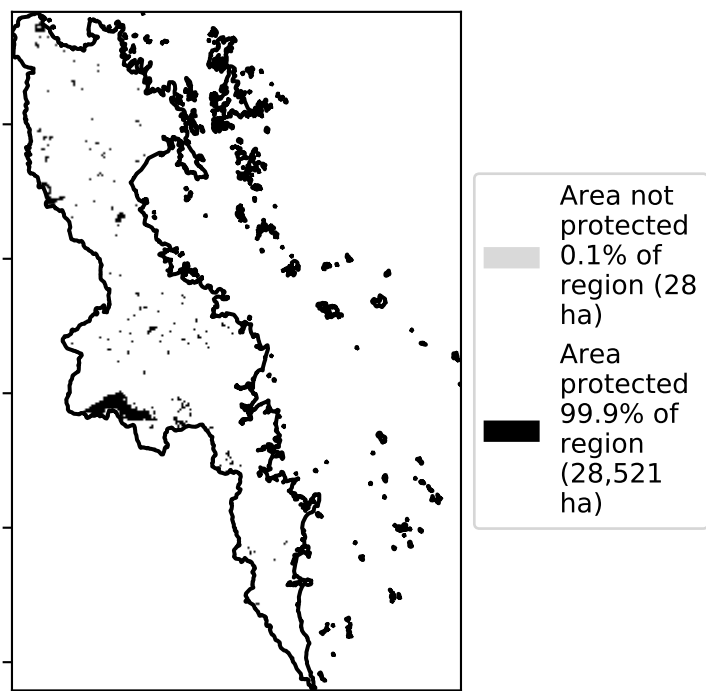 Area not
protected
0.1% of
region (28
ha)
Area
protected
99.9% of
region
(28,521
ha)